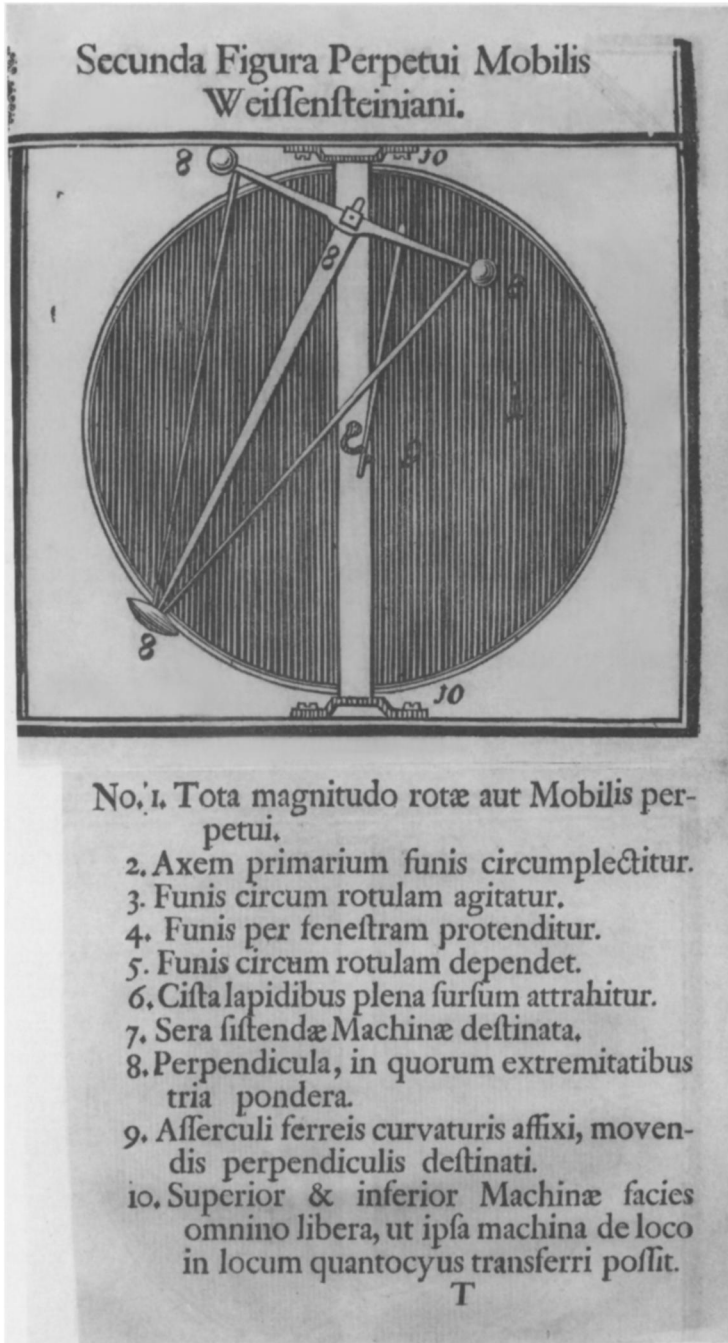 Secunda Figura Perpetui Mobilis
Weiſſenſteiniani.
8
10
8
8
8
9
8
10
No. 1. Tota magnitudo rotæ aut Mobilis per-
petui.
2. Axem primarium funis circumplectitur.
3. Funis circum rotulam agitatur.
4. Funis per feneſtram protenditur.
5. Funis circum rotulam dependet.
6. Ciſta lapidibus plena ſurſum attrahitur.
7. Sera ſiſtendæ Machinæ deſtinata.
8. Perpendicula, in quorum extremitatibus
tria pondera.
9. Aſſerculi ferreis curvaturis affixi, moven-
dis perpendiculis deſtinati.
10. Superior & inferior Machinæ facies
omnino libera, ut ipſa machina de loco
in locum quantocyus transferri poſſit.
T